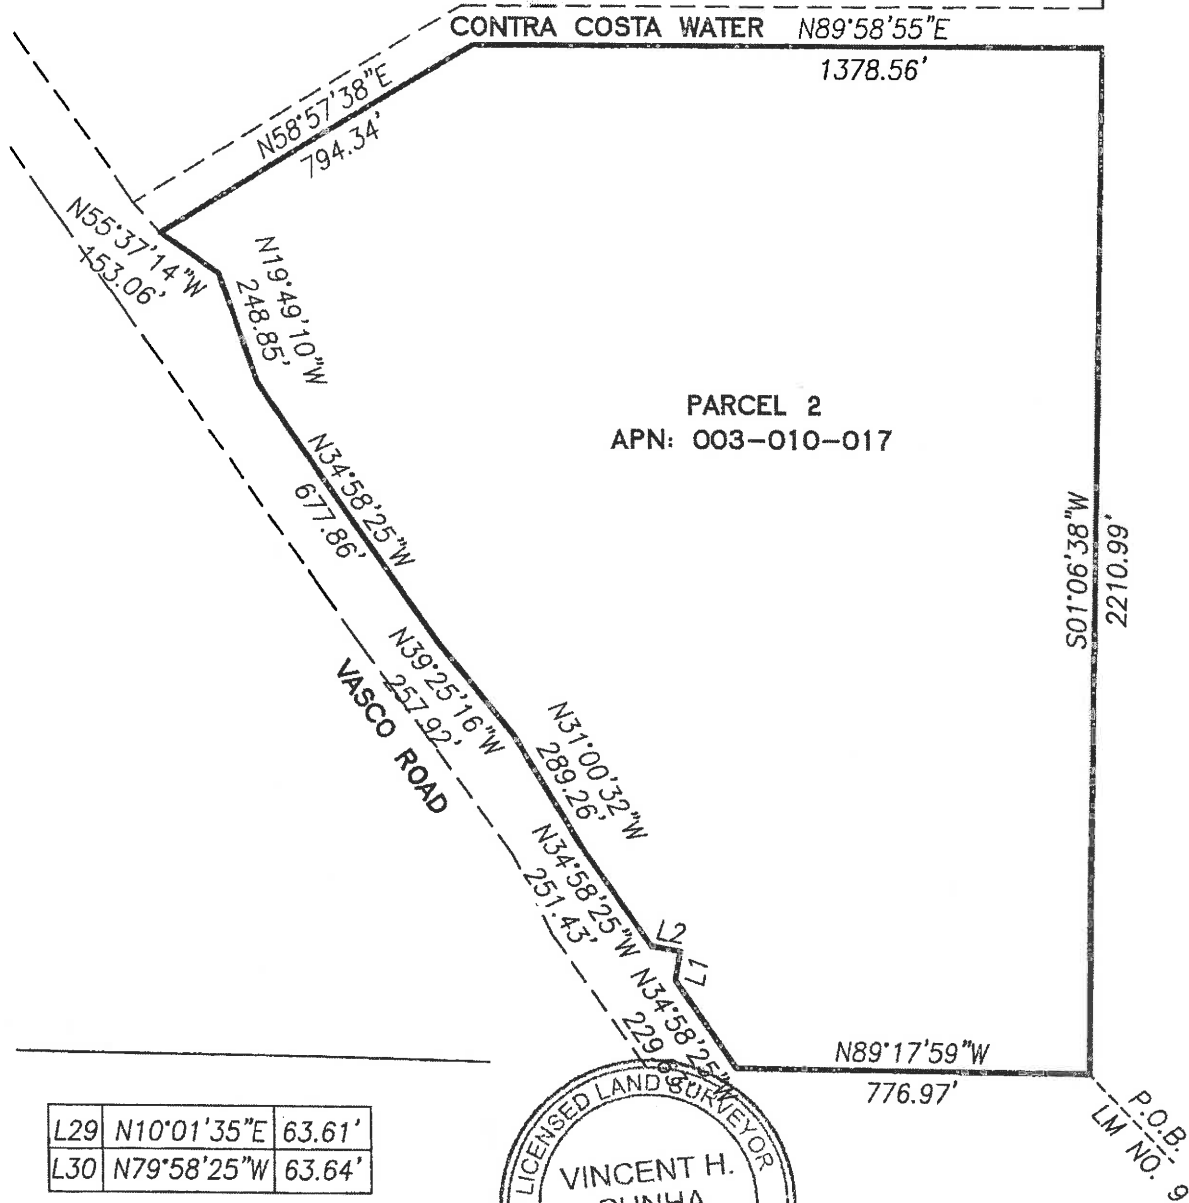 CONTRA COSTA WATER N89°58'55"E
1378.56'
N58°57'38"E
794.34'
N55°37'14"W
153.06'
N19°49'10"W
248.85'
PARCEL 2
APN: 003-010-017
N34°58'25"W
677.86'
S01°06'38"W
2210.99'
N39°25'16"W
257.92'
VASCO ROAD
N31°00'32"W
289.26'
N34°58'25"W
251.43'
L2
L1
N34°58'25"W
229
N89°17'59"W
776.97'
P.O.B.
LM NO. 9
L29 N10°01'35"E 63.61'
L30 N79°58'25"W 63.64'
LICENSED LAND SURVEYOR
VINCENT H.